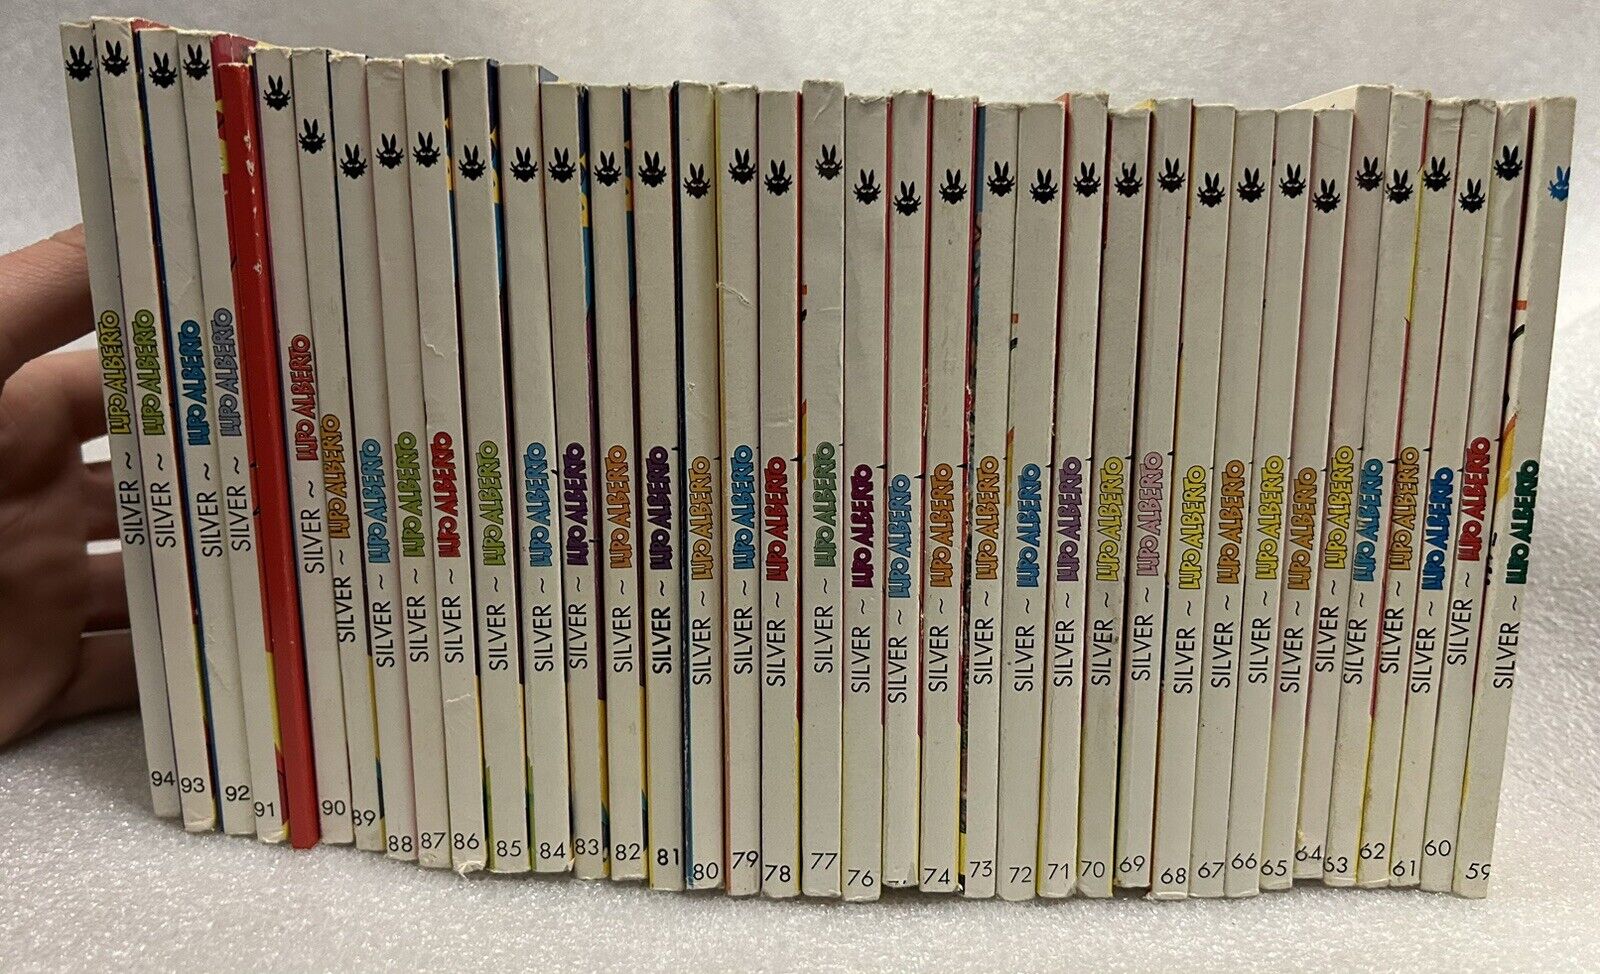 94 SILVER ~ LUPO ALBERTO
93 SILVER ~ LUPO ALBERTO
92 SILVER ~ LUPO ALBERTO
91 SILVER ~ LUPO ALBERTO
90 SILVER ~ LUPO ALBERTO
89 SILVER ~ LUPO ALBERTO
88 SILVER ~ LUPO ALBERTO
87 SILVER ~ LUPO ALBERTO
86 SILVER ~ LUPO ALBERTO
85 SILVER ~ LUPO ALBERTO
84 SILVER ~ LUPO ALBERTO
83 SILVER ~ LUPO ALBERTO
82 SILVER ~ LUPO ALBERTO
81 SILVER ~ LUPO ALBERTO
80 SILVER ~ LUPO ALBERTO
79 SILVER ~ LUPO ALBERTO
78 SILVER ~ LUPO ALBERTO
77 SILVER ~ LUPO ALBERTO
76 SILVER ~ LUPO ALBERTO
SILVER ~ LUPO ALBERTO
74 SILVER ~ LUPO ALBERTO
73 SILVER ~ LUPO ALBERTO
72 SILVER ~ LUPO ALBERTO
71 SILVER ~ LUPO ALBERTO
70 SILVER ~ LUPO ALBERTO
69 SILVER ~ LUPO ALBERTO
68 SILVER ~ LUPO ALBERTO
67 SILVER ~ LUPO ALBERTO
66 SILVER ~ LUPO ALBERTO
65 SILVER ~ LUPO ALBERTO
64 SILVER ~ LUPO ALBERTO
63 SILVER ~ LUPO ALBERTO
62 SILVER ~ LUPO ALBERTO
61 SILVER ~ LUPO ALBERTO
60 SILVER ~ LUPO ALBERTO
59 SILVER ~ LUPO ALBERTO